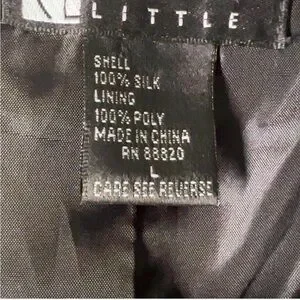 LITTLE
SHELL
100% SILK
LINING
100% POLY
MADE IN CHINA
RN 88820
L
CARE SEE REVERSE